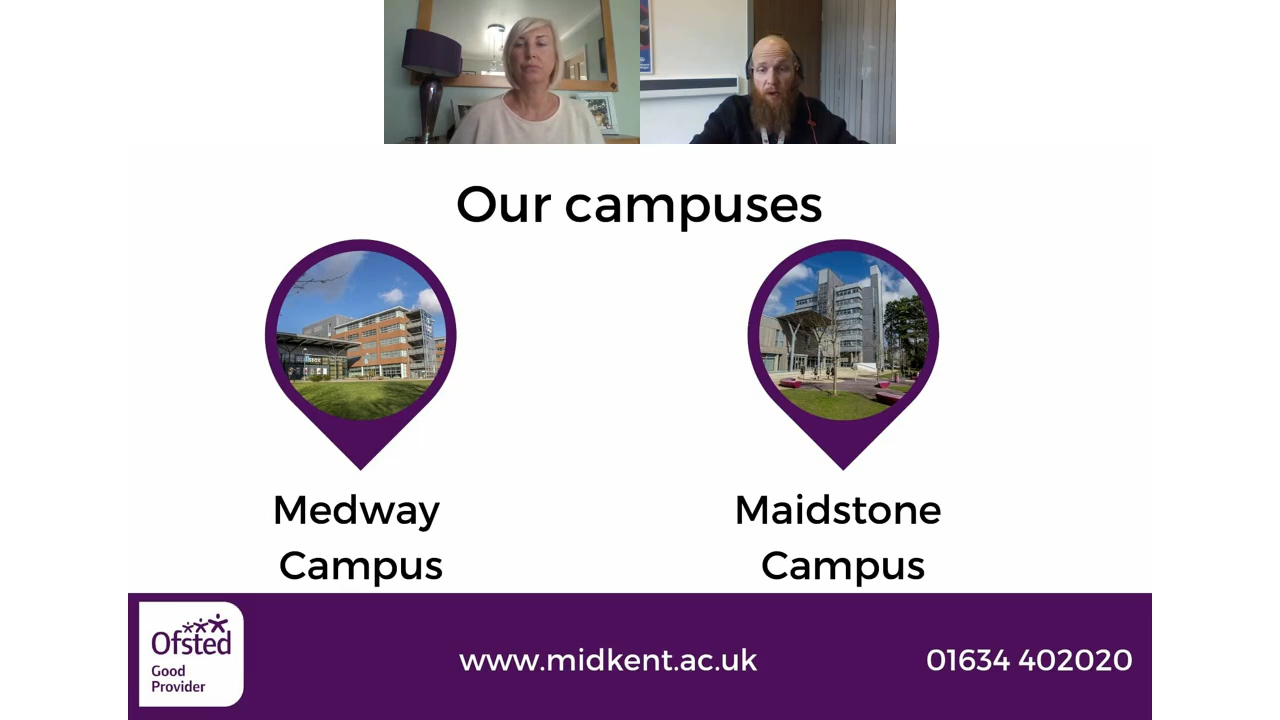 Our campuses
Medway
Campus
Maidstone
Campus
Ofsted
Good
Provider
www.midkent.ac.uk
01634 402020